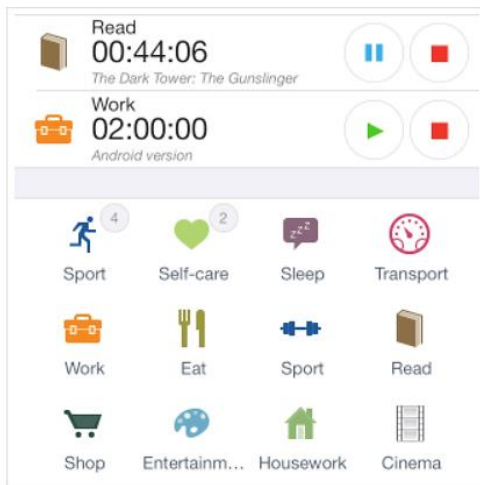 Read
00:44:06
The Dark Tower: The Gunslinger
Work
02:00:00
Android version
4 2 zzz
Sport Self-care Sleep Transport
Work Eat Sport Read
Shop Entertainm... Housework Cinema